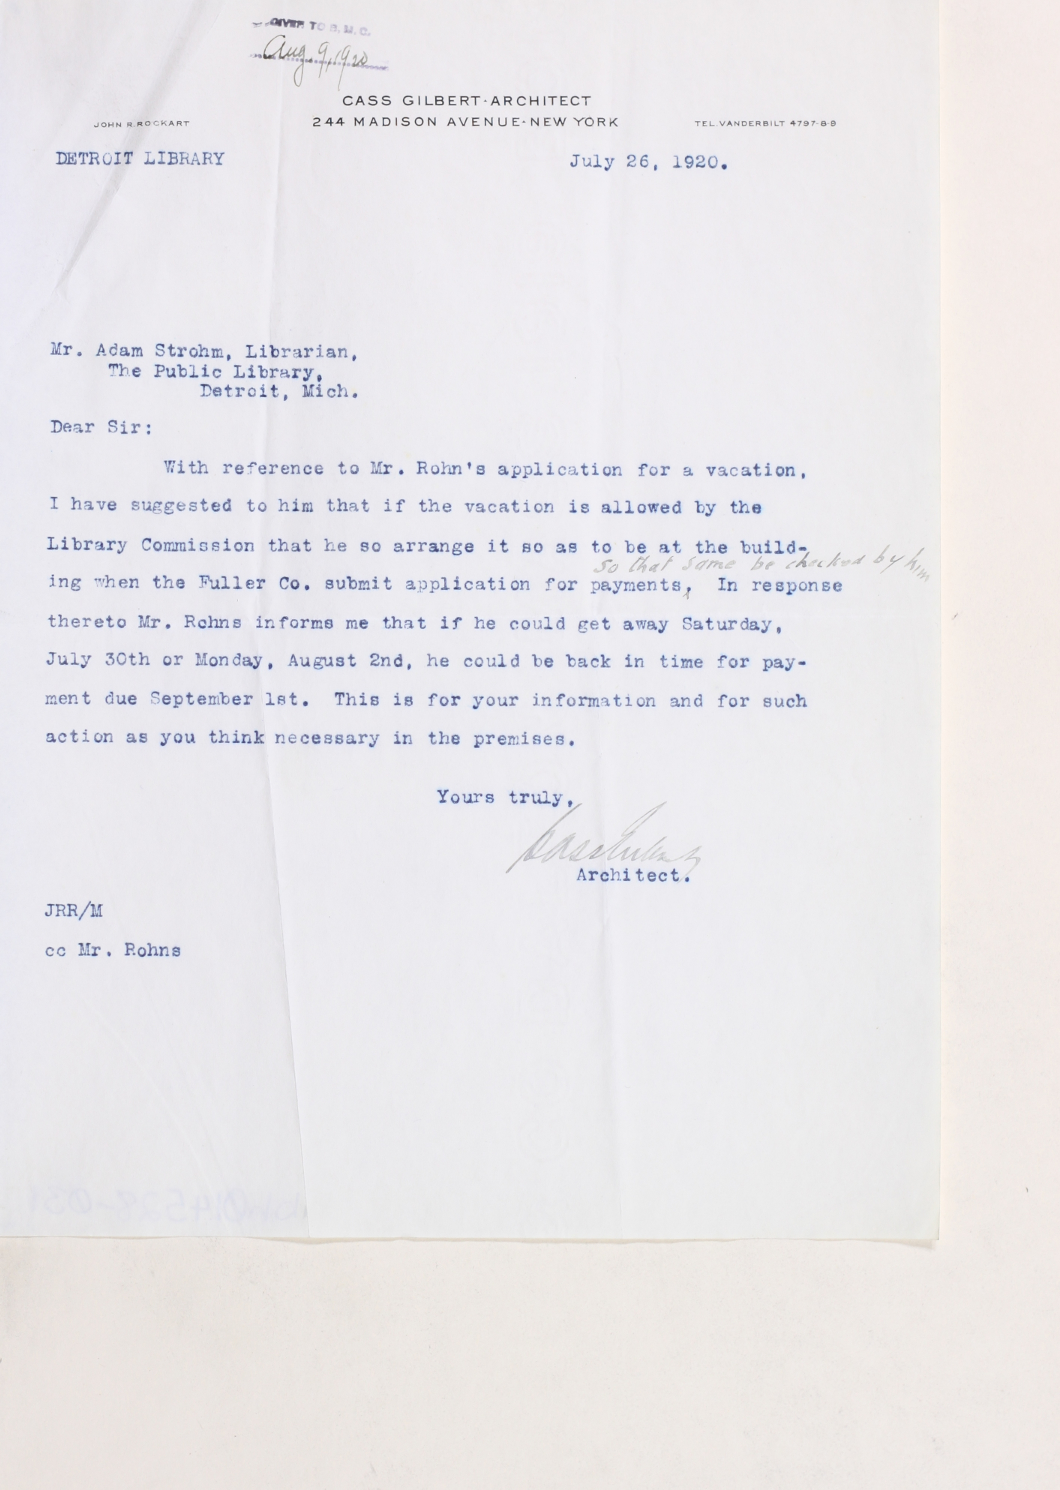 GIVEN TO B. M. C.
Aug. 9, 1920
CASS GILBERT·ARCHITECT
JOHN R. ROCKART
244 MADISON AVENUE·NEW YORK
TEL. VANDERBILT 4797-8-9
DETROIT LIBRARY
July 26, 1920.
Mr. Adam Strohm, Librarian,
The Public Library,
Detroit, Mich.
Dear Sir:
With reference to Mr. Rohn's application for a vacation,
I have suggested to him that if the vacation is allowed by the
Library Commission that he so arrange it so as to be at the build-
so that same be checked by him
ing when the Fuller Co. submit application for payments, In response
thereto Mr. Rohns informs me that if he could get away Saturday,
July 30th or Monday, August 2nd, he could be back in time for pay-
ment due September 1st. This is for your information and for such
action as you think necessary in the premises.
Yours truly,
Cass Gilbert
Architect.
JRR/M
cc Mr. Rohns